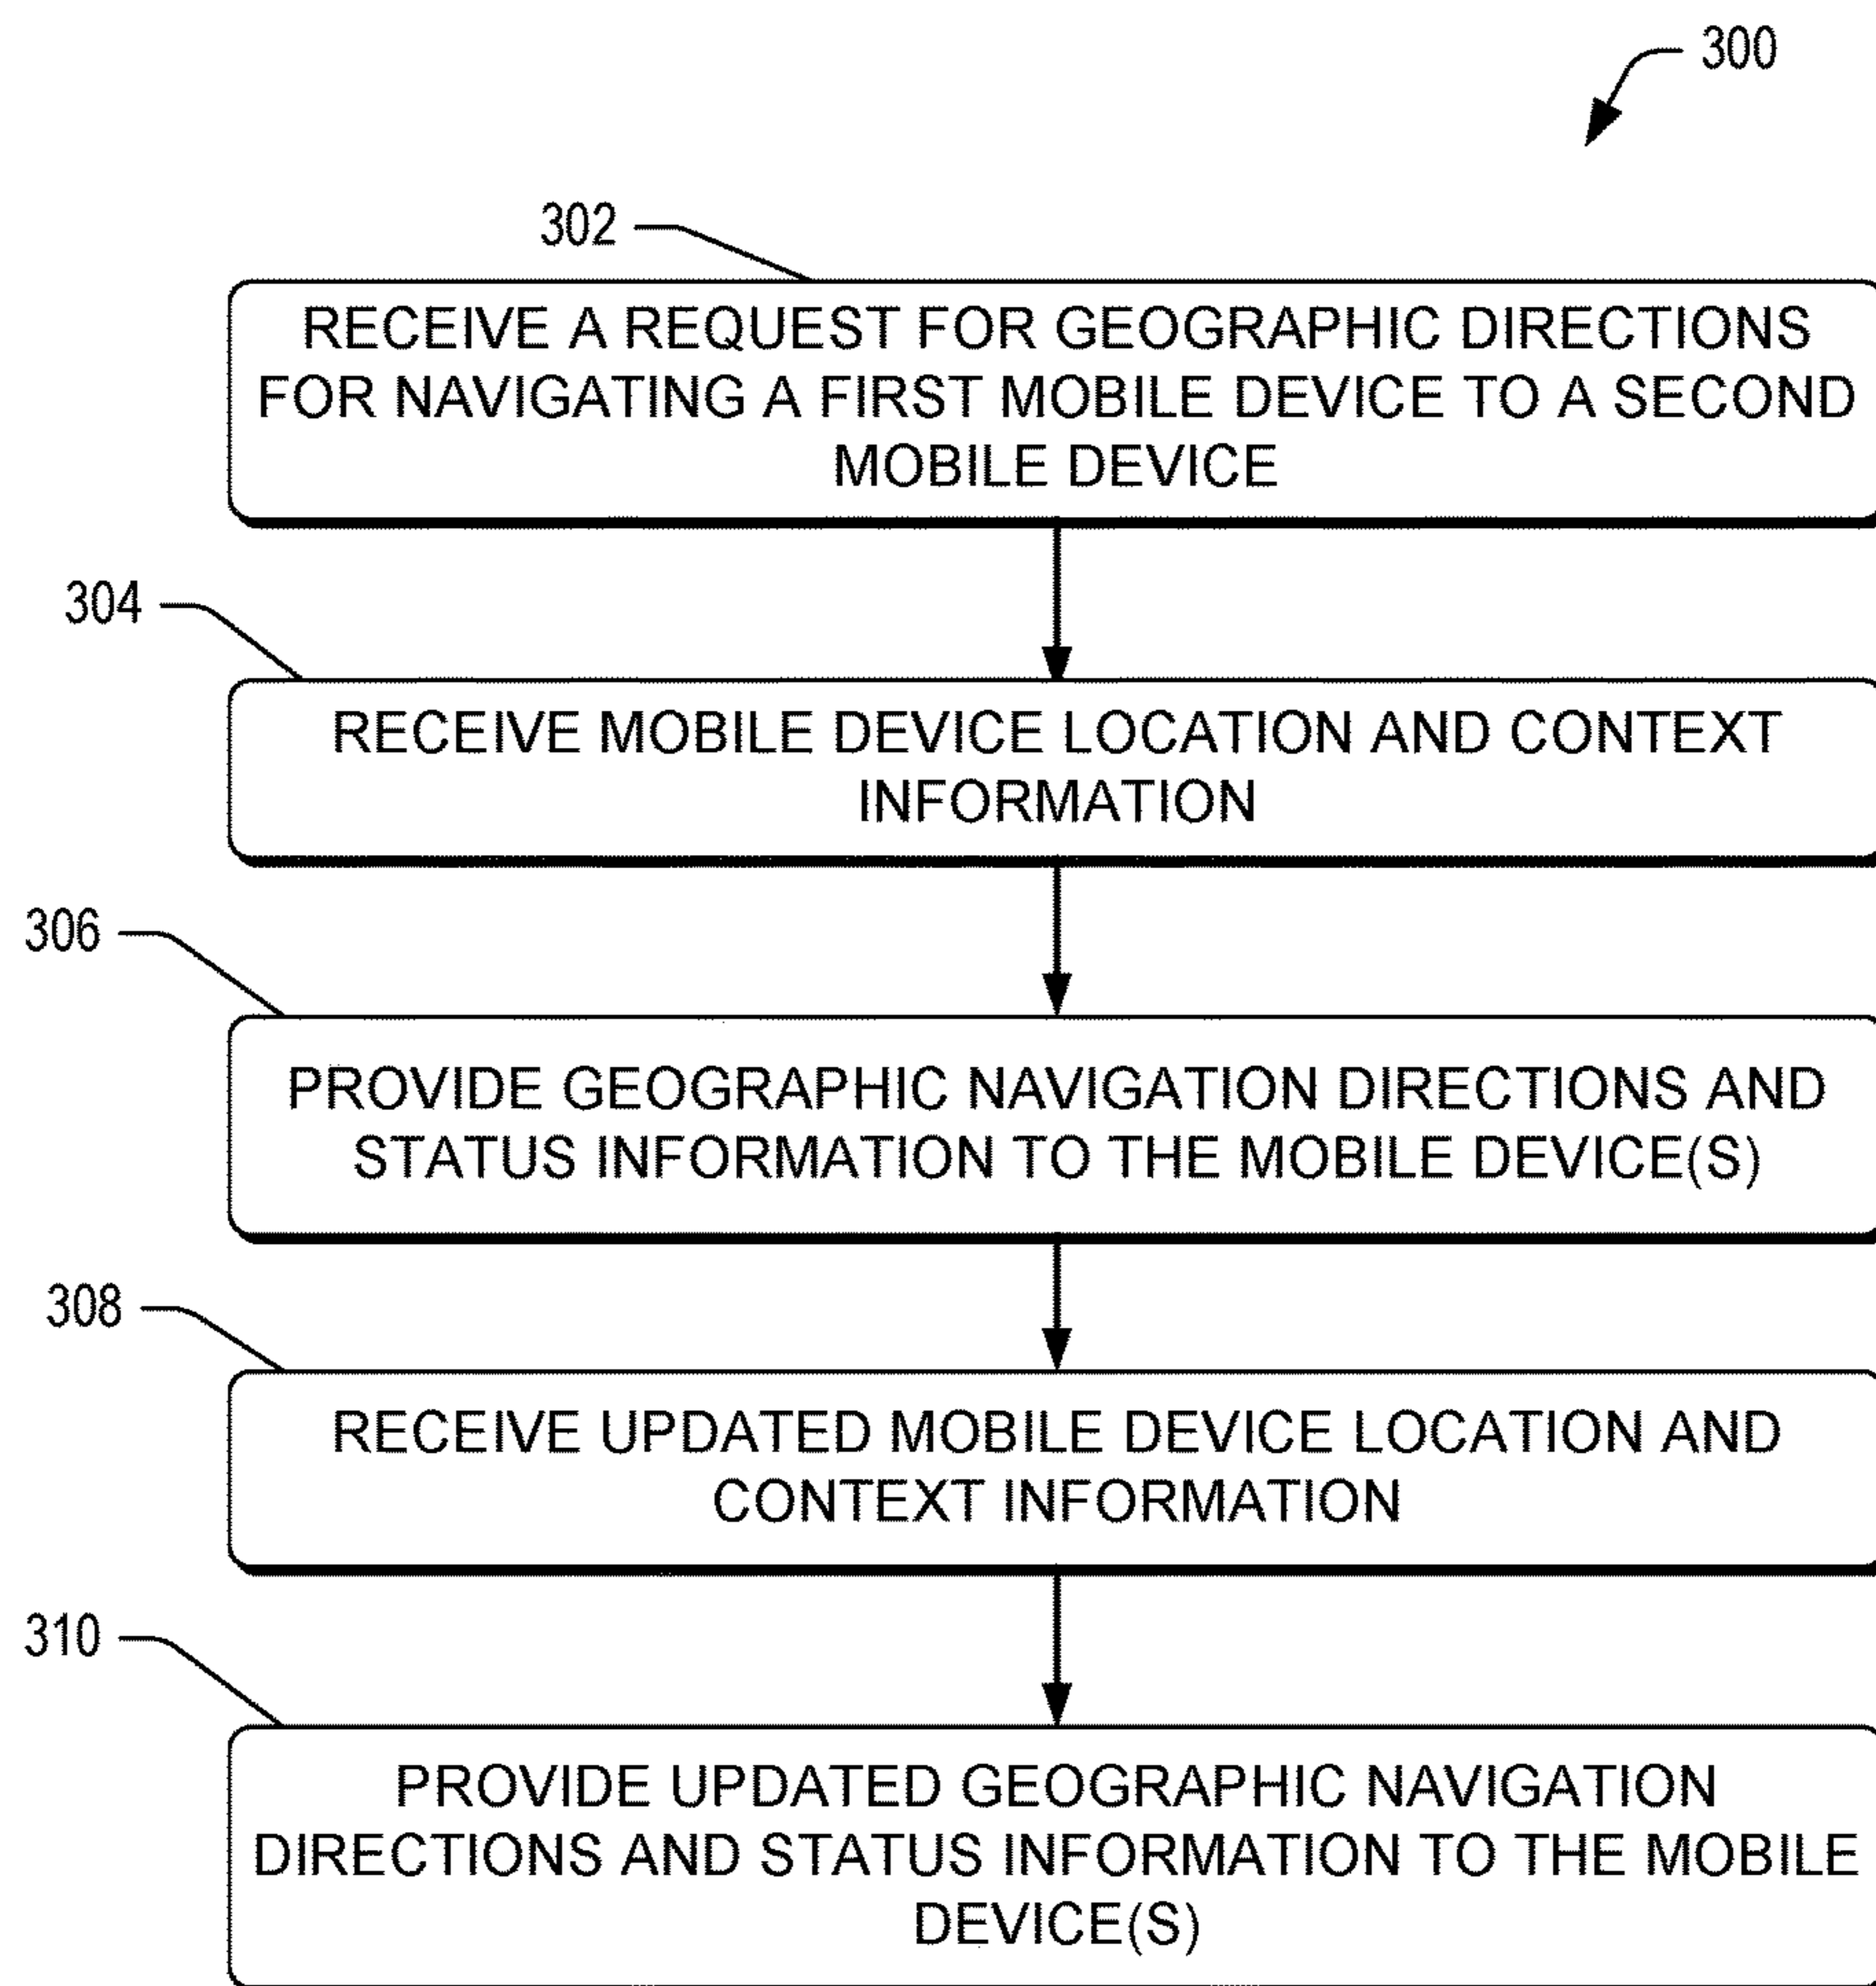 300
302
RECEIVE A REQUEST FOR GEOGRAPHIC DIRECTIONS
FOR NAVIGATING A FIRST MOBILE DEVICE TO A SECOND
MOBILE DEVICE
304
RECEIVE MOBILE DEVICE LOCATION AND CONTEXT
INFORMATION
306
PROVIDE GEOGRAPHIC NAVIGATION DIRECTIONS AND
STATUS INFORMATION TO THE MOBILE DEVICE(S)
308
RECEIVE UPDATED MOBILE DEVICE LOCATION AND
CONTEXT INFORMATION
310
PROVIDE UPDATED GEOGRAPHIC NAVIGATION
DIRECTIONS AND STATUS INFORMATION TO THE MOBILE
DEVICE(S)